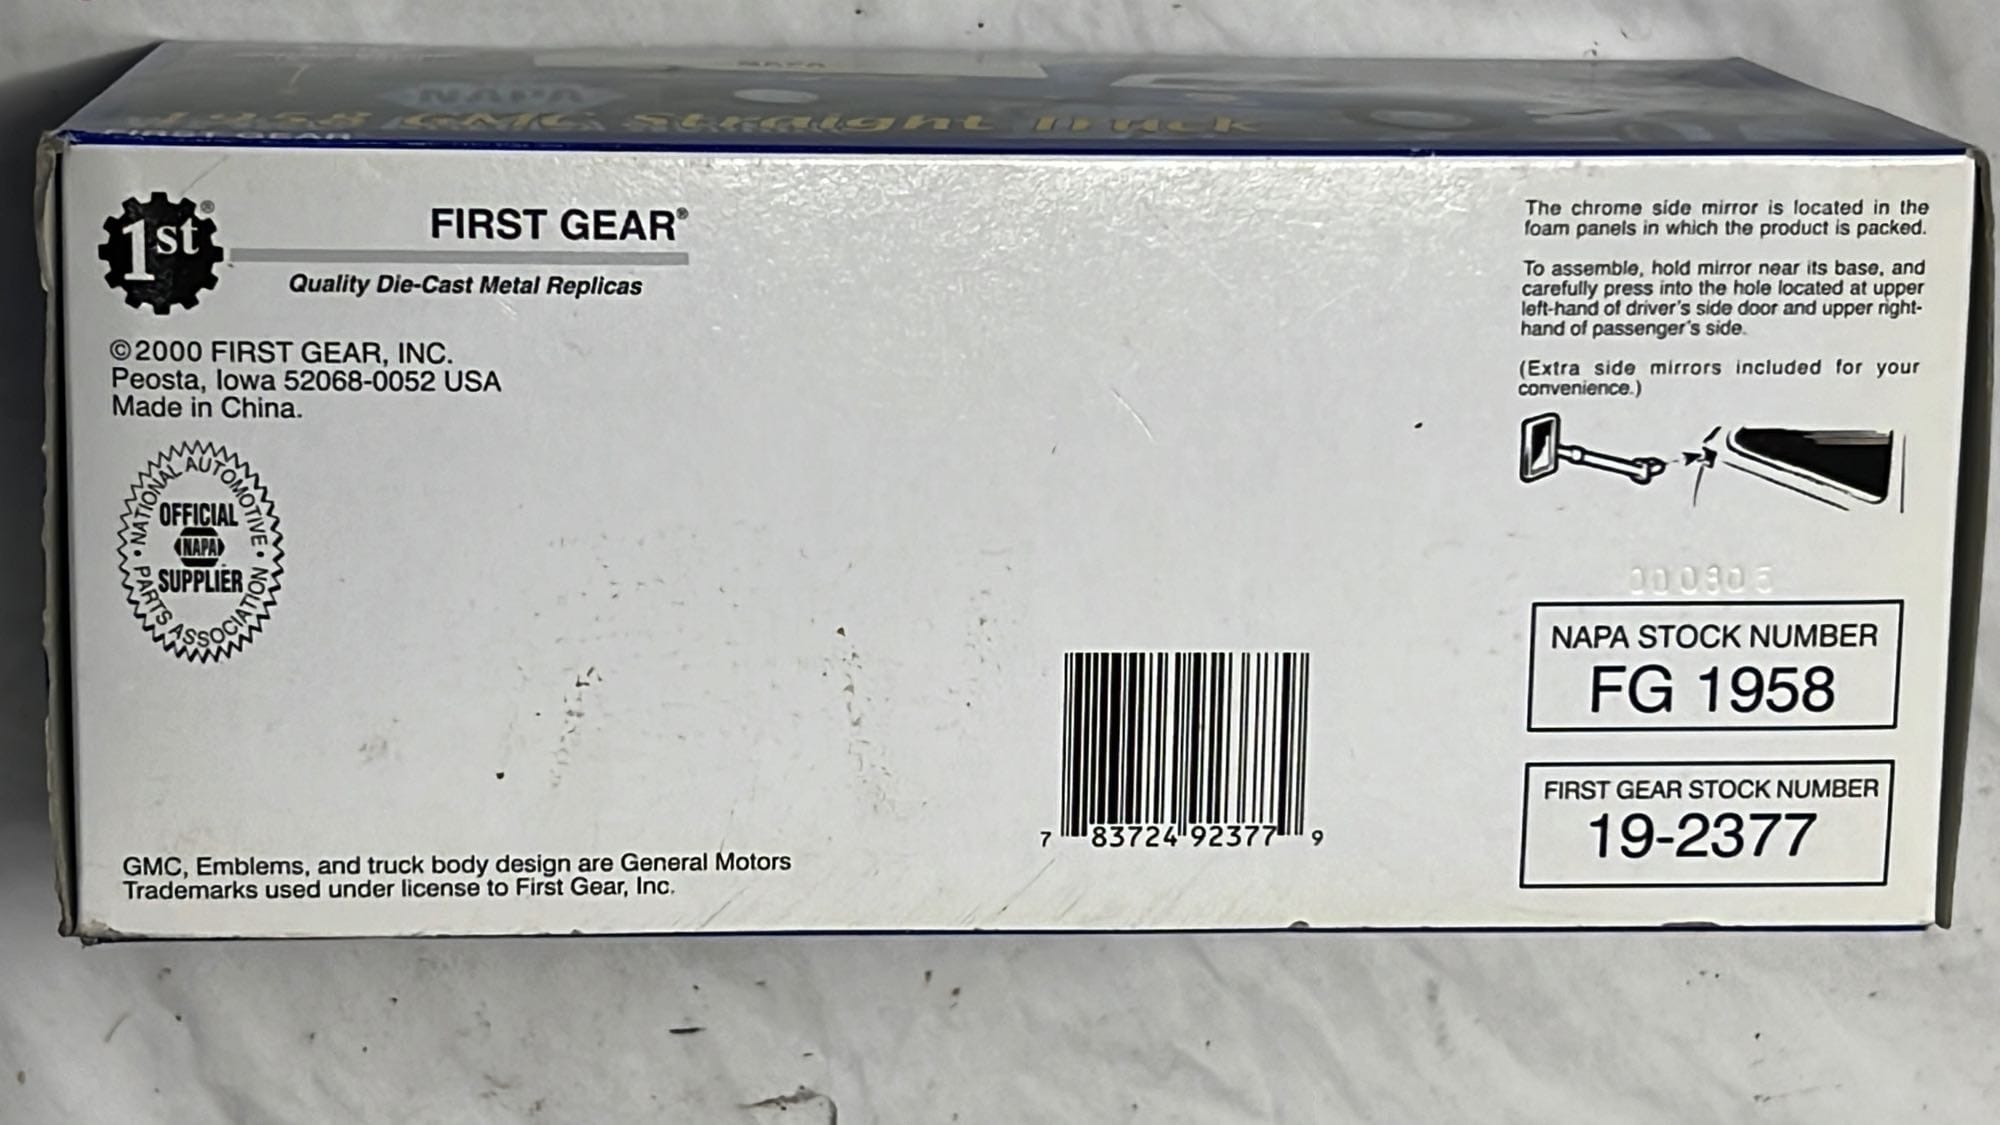 NAPA
1958 GMC Straight Truck
FIRST GEAR
1st®
FIRST GEAR®
Quality Die-Cast Metal Replicas
©2000 FIRST GEAR, INC.
Peosta, Iowa 52068-0052 USA
Made in China.
• NATIONAL AUTOMOTIVE •
PARTS ASSOCIATION
OFFICIAL
NAPA
SUPPLIER
GMC, Emblems, and truck body design are General Motors
Trademarks used under license to First Gear, Inc.
7 83724 92377 9
The chrome side mirror is located in the
foam panels in which the product is packed.
To assemble, hold mirror near its base, and
carefully press into the hole located at upper
left-hand of driver's side door and upper right-
hand of passenger's side.
(Extra side mirrors included for your
convenience.)
NAPA STOCK NUMBER
FG 1958
FIRST GEAR STOCK NUMBER
19-2377